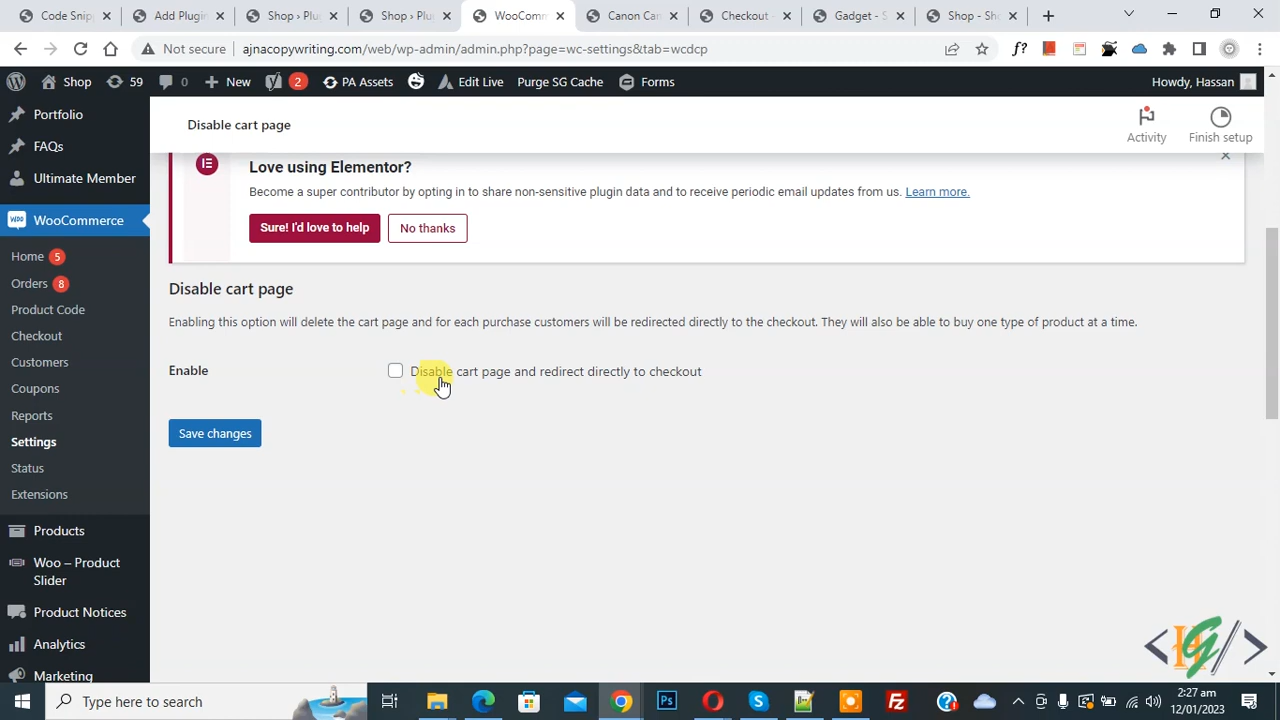 Code Snip
Add Plugin
Shop › Plu
Shop › Plu
WooComm
Canon Can
Checkout -
Gadget - S
Shop - Sho
Not secure
ajnacopywriting.com/web/wp-admin/admin.php?page=wc-settings&tab=wcdcp
f?
Shop
59
0
New
2
PA Assets
Edit Live
Purge SG Cache
Forms
Howdy, Hassan
Portfolio
FAQs
Ultimate Member
WooCommerce
Home 5
Orders 8
Product Code
Checkout
Customers
Coupons
Reports
Settings
Status
Extensions
Products
Woo – Product
Slider
Product Notices
Analytics
Marketing
Disable cart page
Activity
Finish setup
Love using Elementor?
Become a super contributor by opting in to share non-sensitive plugin data and to receive periodic email updates from us. Learn more.
Sure! I'd love to help
No thanks
Disable cart page
Enabling this option will delete the cart page and for each purchase customers will be redirected directly to the checkout. They will also be able to buy one type of product at a time.
Enable
Disable cart page and redirect directly to checkout
Save changes
HG
Type here to search
Ps
Fz
2:27 am
12/01/2023